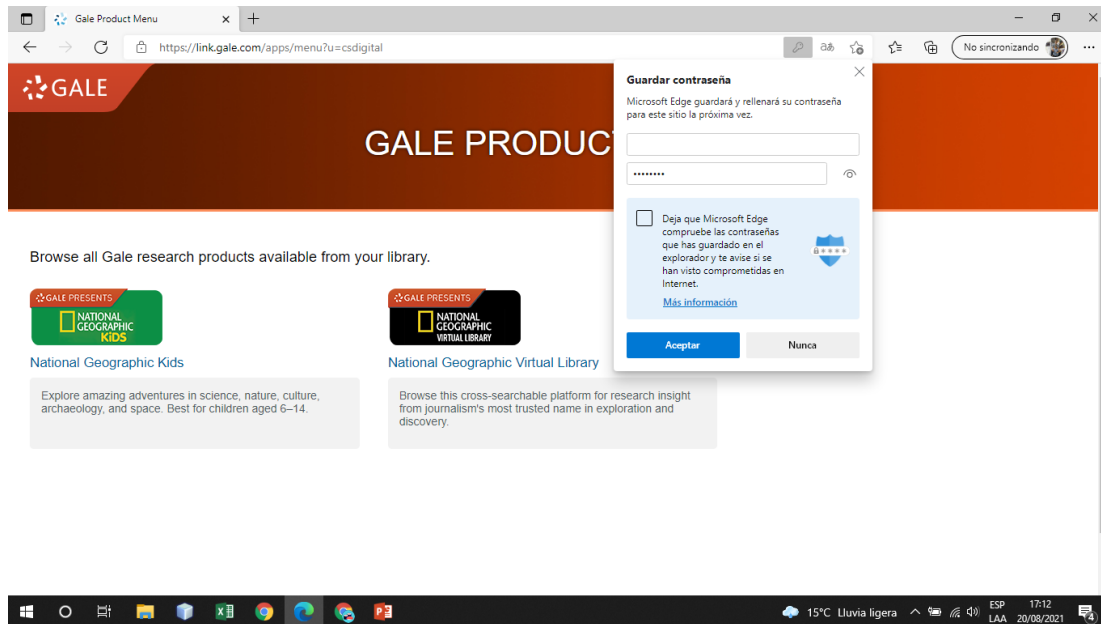 Gale Product Menu
https://link.gale.com/apps/menu?u=csdigital
aあ
No sincronizando
GALE
GALE PRODUC
Guardar contraseña
Microsoft Edge guardará y rellenará su contraseña
para este sitio la próxima vez.
••••••••
Deja que Microsoft Edge
compruebe las contraseñas
que has guardado en el
explorador y te avise si se
han visto comprometidas en
Internet.
Más información
Aceptar
Nunca
Browse all Gale research products available from your library.
GALE PRESENTS
NATIONAL
GEOGRAPHIC
KiDS
National Geographic Kids
Explore amazing adventures in science, nature, culture,
archaeology, and space. Best for children aged 6–14.
GALE PRESENTS
NATIONAL
GEOGRAPHIC
VIRTUAL LIBRARY
National Geographic Virtual Library
Browse this cross-searchable platform for research insight
from journalism's most trusted name in exploration and
discovery.
15°C Lluvia ligera
ESP
LAA
17:12
20/08/2021
4